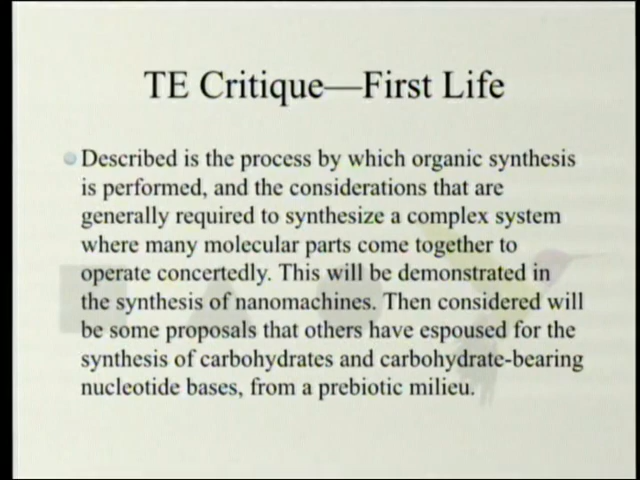 TE Critique—First Life
Described is the process by which organic synthesis
is performed, and the considerations that are
generally required to synthesize a complex system
where many molecular parts come together to
operate concertedly. This will be demonstrated in
the synthesis of nanomachines. Then considered will
be some proposals that others have espoused for the
synthesis of carbohydrates and carbohydrate-bearing
nucleotide bases, from a prebiotic milieu.